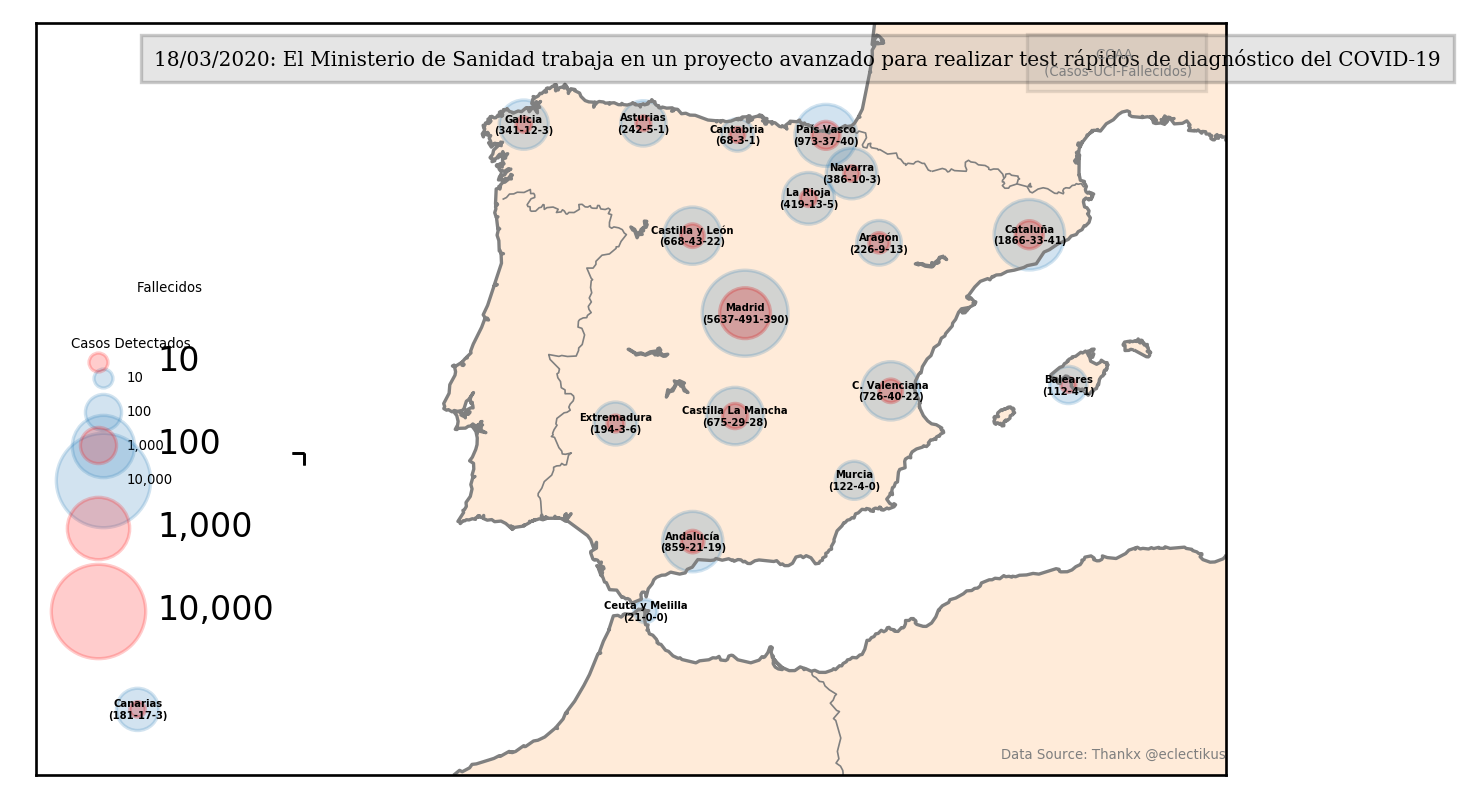 18/03/2020: El Ministerio de Sanidad trabaja en un proyecto avanzado para realizar test rápidos de diagnóstico del COVID-19
CCAA
(Casos-UCI-Fallecidos)
Galicia
(341-12-3)
Asturias
(242-5-1)
Cantabria
(68-3-1)
País Vasco
(973-37-40)
Navarra
(386-10-3)
La Rioja
(419-13-5)
Castilla y León
(668-43-22)
Aragón
(226-9-13)
Cataluña
(1866-33-41)
Madrid
(5637-491-390)
Fallecidos
Casos Detectados
10
10
100
1,000
100
10,000
1,000
10,000
C. Valenciana
(726-40-22)
Baleares
(112-4-1)
Extremadura
(194-3-6)
Castilla La Mancha
(675-29-28)
Murcia
(122-4-0)
Andalucía
(859-21-19)
Ceuta y Melilla
(21-0-0)
Canarias
(181-17-3)
Data Source: Thankx @eclectikus